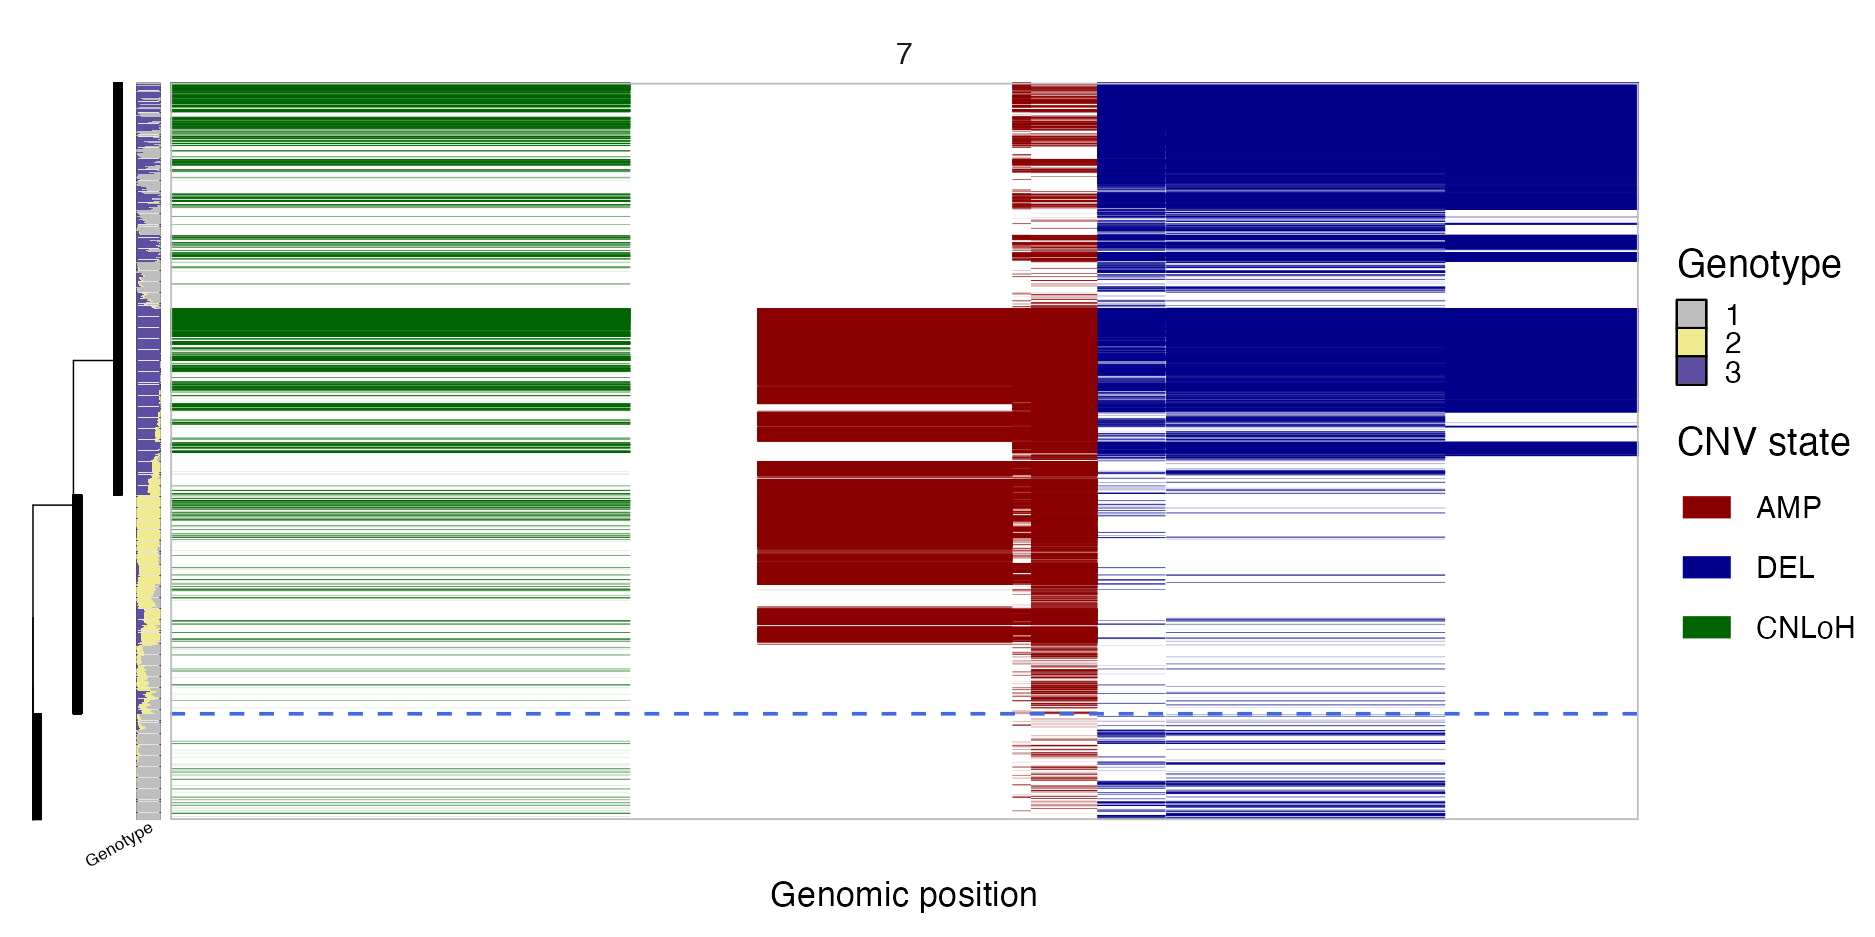 7
Genotype
1
2
3
CNV state
AMP
DEL
CNLoH
Genotype
Genomic position